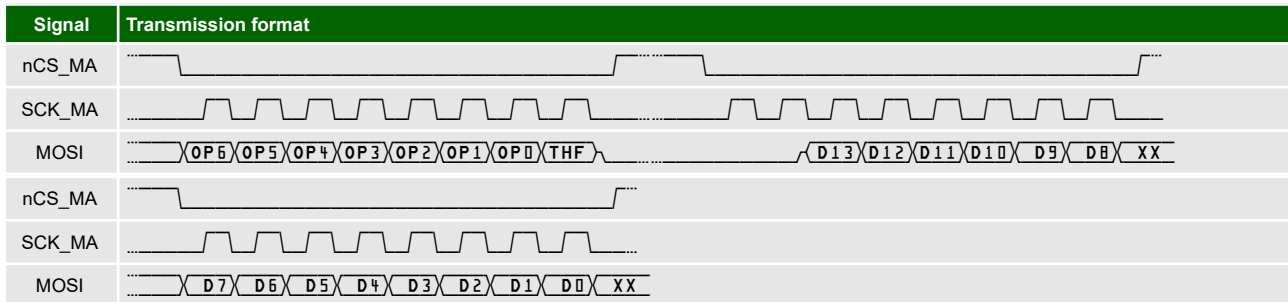 Signal Transmission format
nCS_MA
SCK_MA
MOSI OP6 OP5 OP4 OP3 OP2 OP1 OP0 THF D13 D12 D11 D10 D9 D8 XX
nCS_MA
SCK_MA
MOSI D7 D6 D5 D4 D3 D2 D1 D0 XX